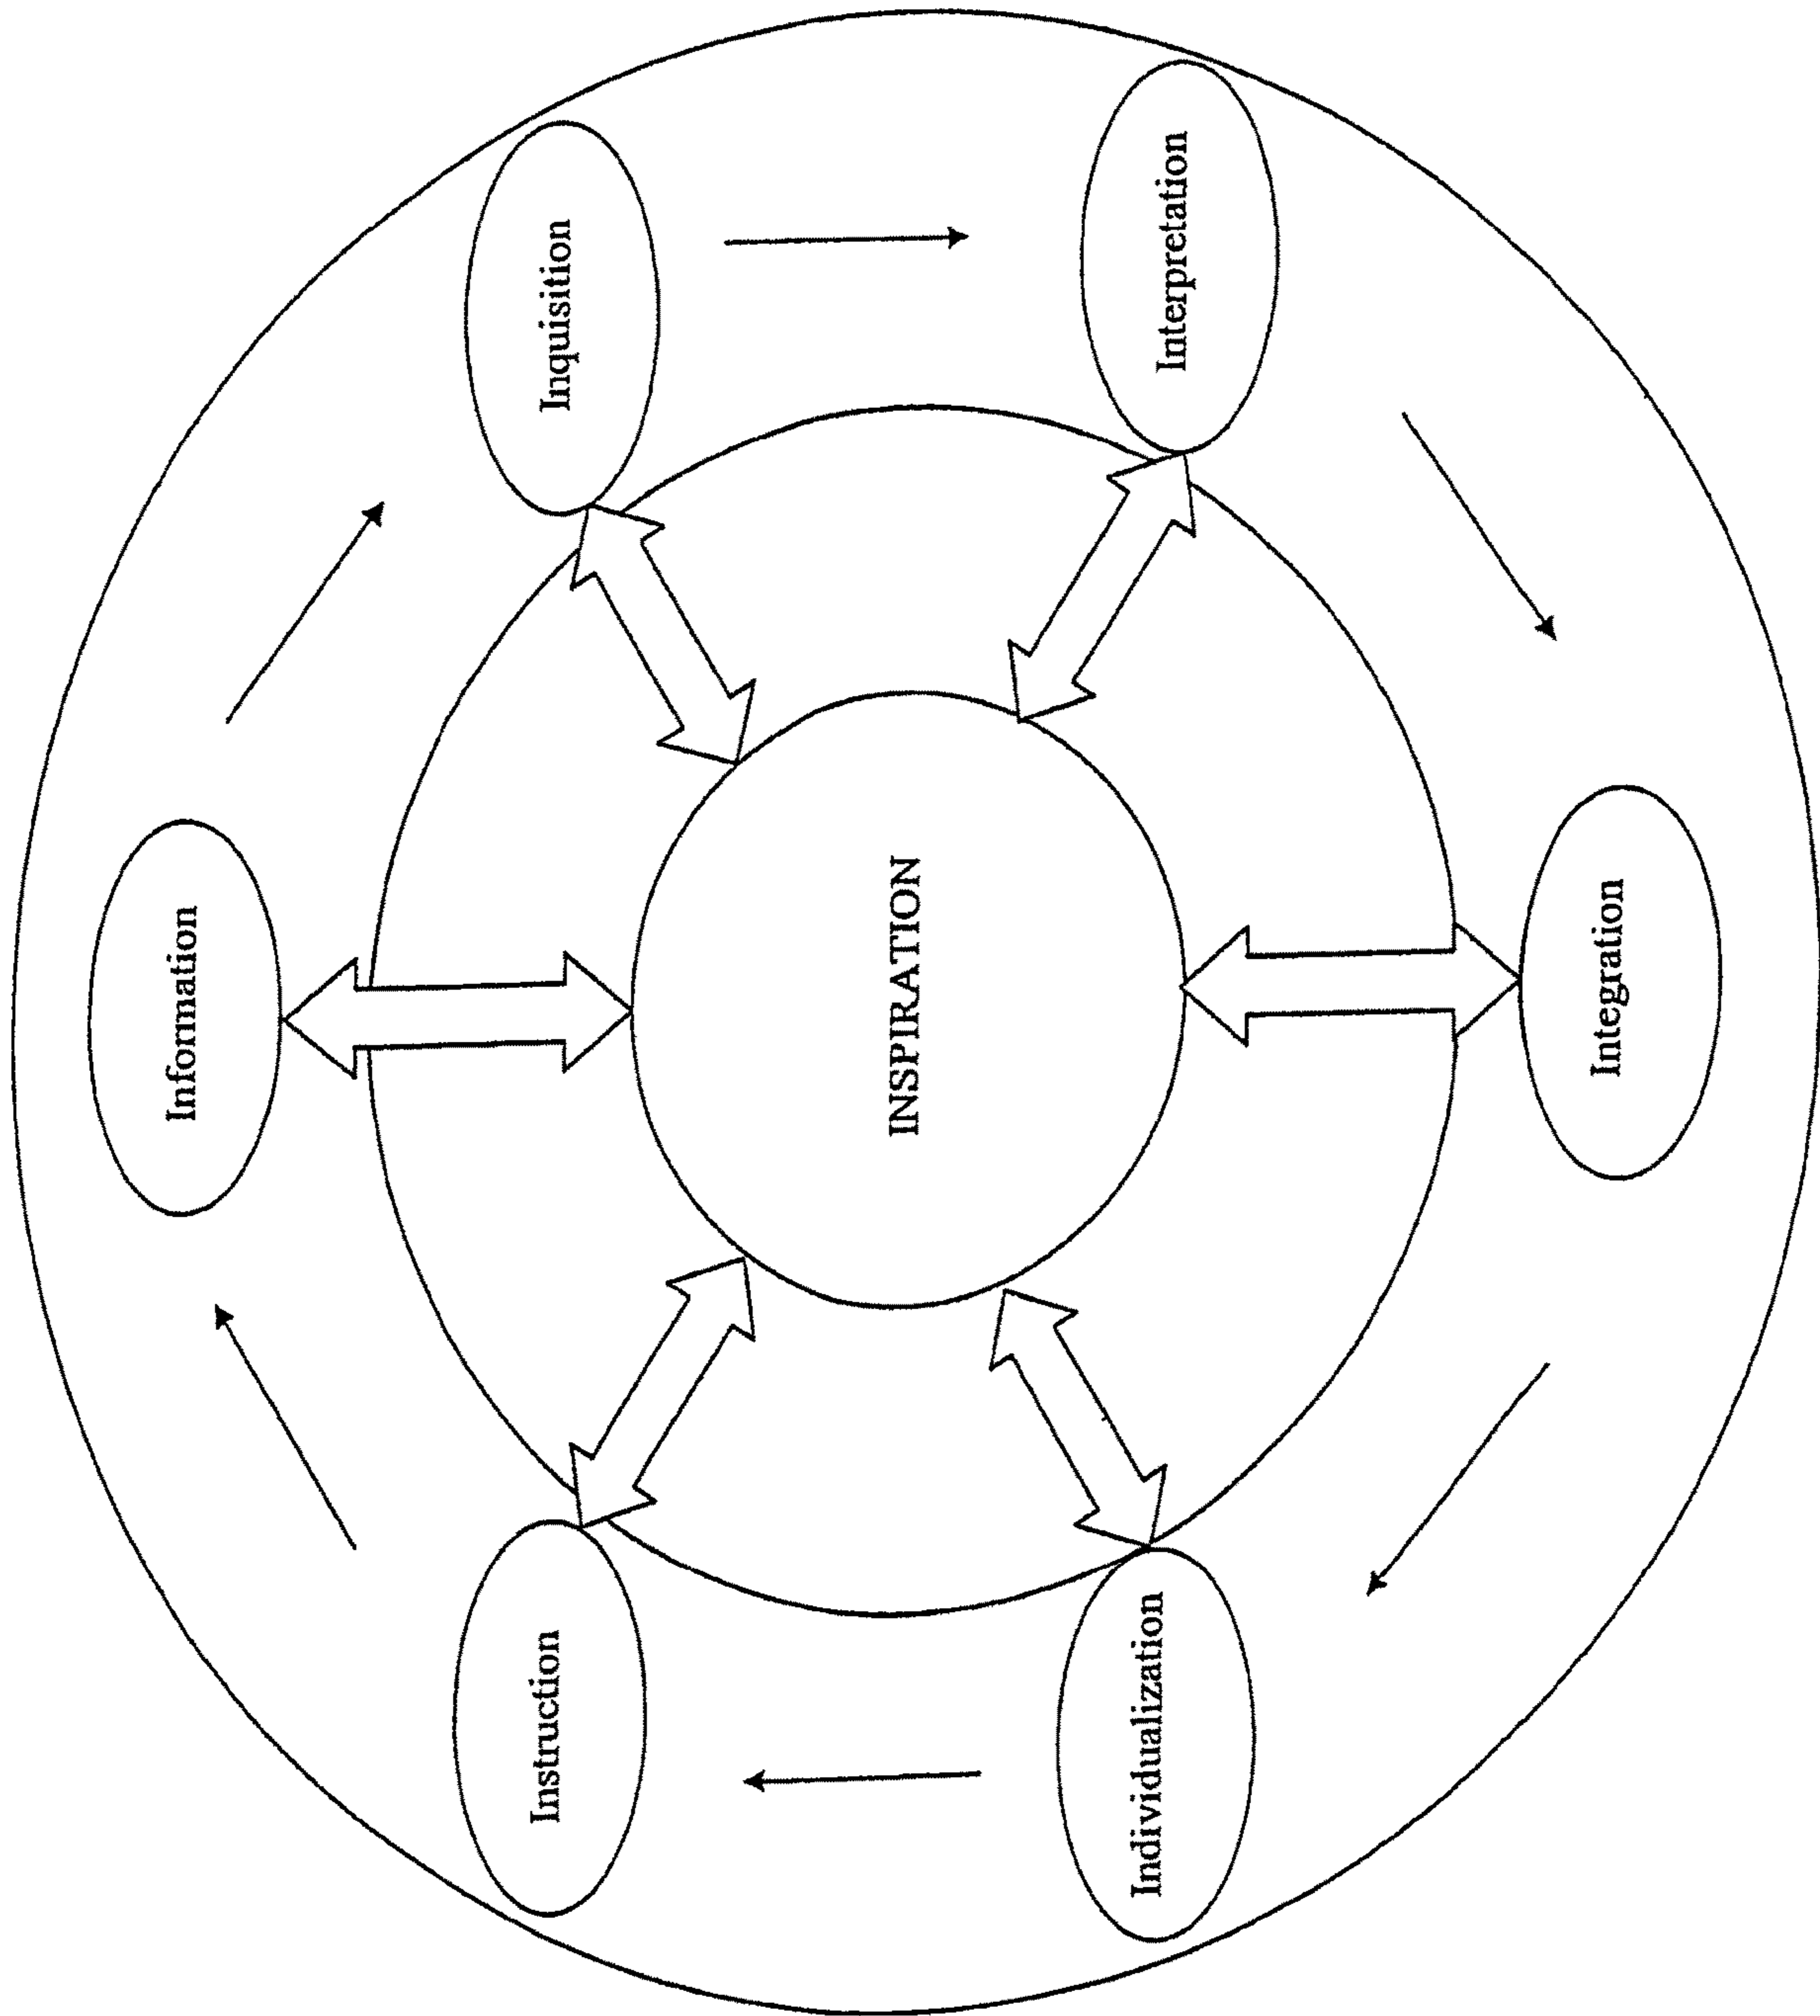 Information
Inquisition
Interpretation
Integration
Individualization
Instruction
INSPIRATION